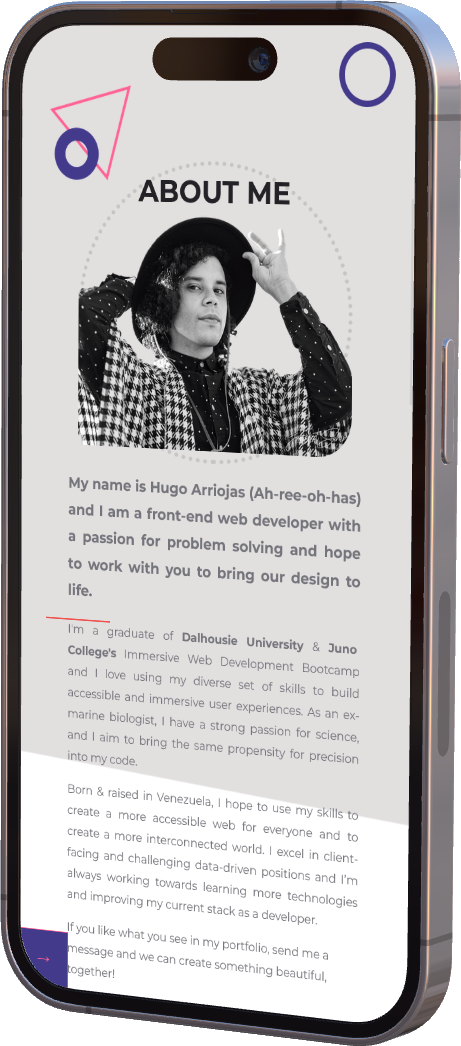 ABOUT ME
My name is Hugo Arriojas (Ah-ree-oh-has)
and I am a front-end web developer with
a passion for problem solving and hope
to work with you to bring our design to
life.
I'm a graduate of Dalhousie University & Juno
College's Immersive Web Development Bootcamp
and I love using my diverse set of skills to build
accessible and immersive user experiences. As an ex-
marine biologist, I have a strong passion for science,
and I aim to bring the same propensity for precision
into my code.
Born & raised in Venezuela, I hope to use my skills to
create a more accessible web for everyone and to
create a more interconnected world. I excel in client-
facing and challenging data-driven positions and I'm
always working towards learning more technologies
and improving my current stack as a developer.
If you like what you see in my portfolio, send me a
message and we can create something beautiful,
together!
→